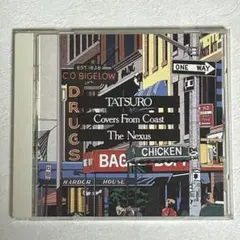 EST. 1838
C.O. BIGELOW
ONE WAY
DRUGS
TATSURO
Covers From Coast
The Nexus
CHICKEN
BAG
HARDER HOUSE